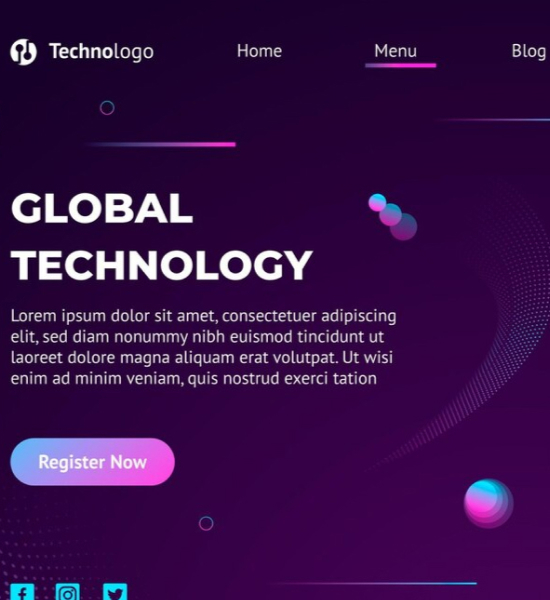 Technologo Home Menu Blog
GLOBAL
TECHNOLOGY
Lorem ipsum dolor sit amet, consectetuer adipiscing
elit, sed diam nonummy nibh euismod tincidunt ut
laoreet dolore magna aliquam erat volutpat. Ut wisi
enim ad minim veniam, quis nostrud exerci tation
Register Now